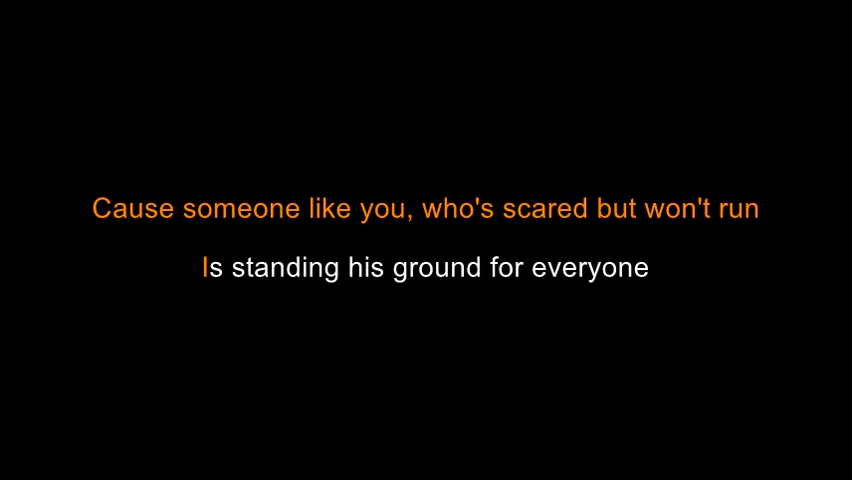 Cause someone like you, who's scared but won't run
Is standing his ground for everyone